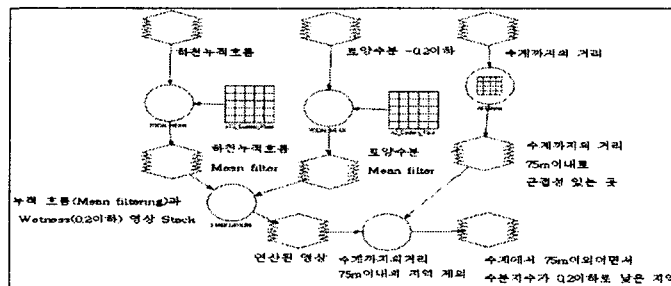 하천누적흐름
토양수분 -0.2이하
수계까지의 거리
하천누적흐름
Mean filter
토양수분
Mean filter
수계까지의 거리
75m이내로
근접성 있는 곳
누적 흐름(Mean filtering)과
Wetness(0.2이하) 영상 Stack
연산된 영상
수계까지의거리
75m이내의 지역 제외
수계에서 75m이외이면서
수분지수가 0.2이하로 낮은 지역